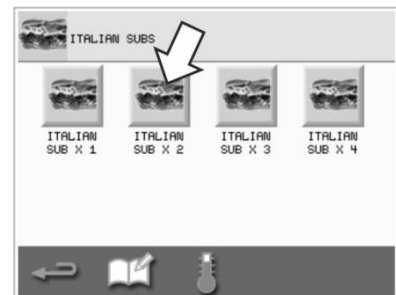 ITALIAN SUBS
ITALIAN SUB X 1
ITALIAN SUB X 2
ITALIAN SUB X 3
ITALIAN SUB X 4